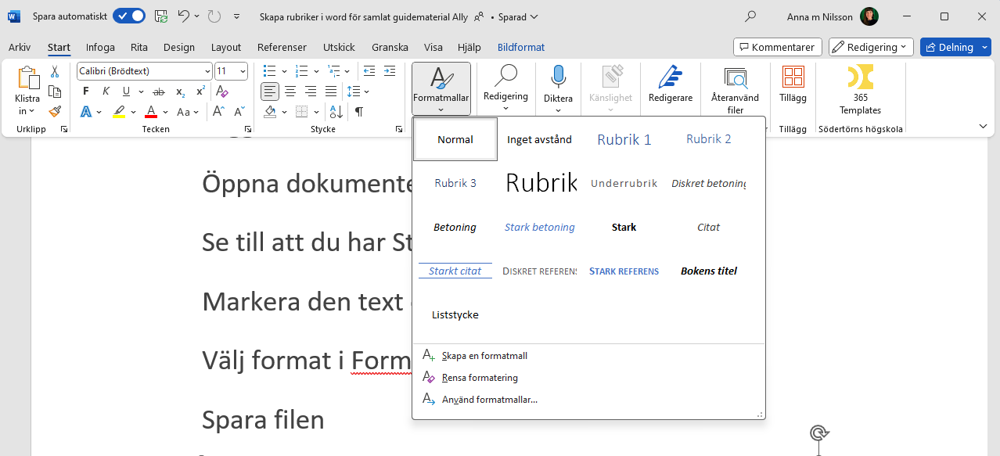 Spara automatiskt
Skapa rubriker i word för samlat guidematerial Ally • Sparad
Anna m Nilsson
Arkiv Start Infoga Rita Design Layout Referenser Utskick Granska Visa Hjälp Bildformat
Kommentarer Redigering Delning
Klistra in
Calibri (Brödtext) 11
F K U ab x₂ x² A
A A Aa A A
Formatmallar
Redigering
Diktera
Känslighet
Redigerare
Återanvänd filer
Tillägg
365 Templates
Urklipp Tecken Stycke Tillägg Södertörns högskola
Normal Inget avstånd Rubrik 1 Rubrik 2
Rubrik 3 Rubrik Underrubrik Diskret betoning
Betoning Stark betoning Stark Citat
Starkt citat DISKRET REFERENS STARK REFERENS Bokens titel
Liststycke
Skapa en formatmall
Rensa formatering
Använd formatmallar...
Öppna dokumente
Se till att du har St
Markera den text
Välj format i Form
Spara filen